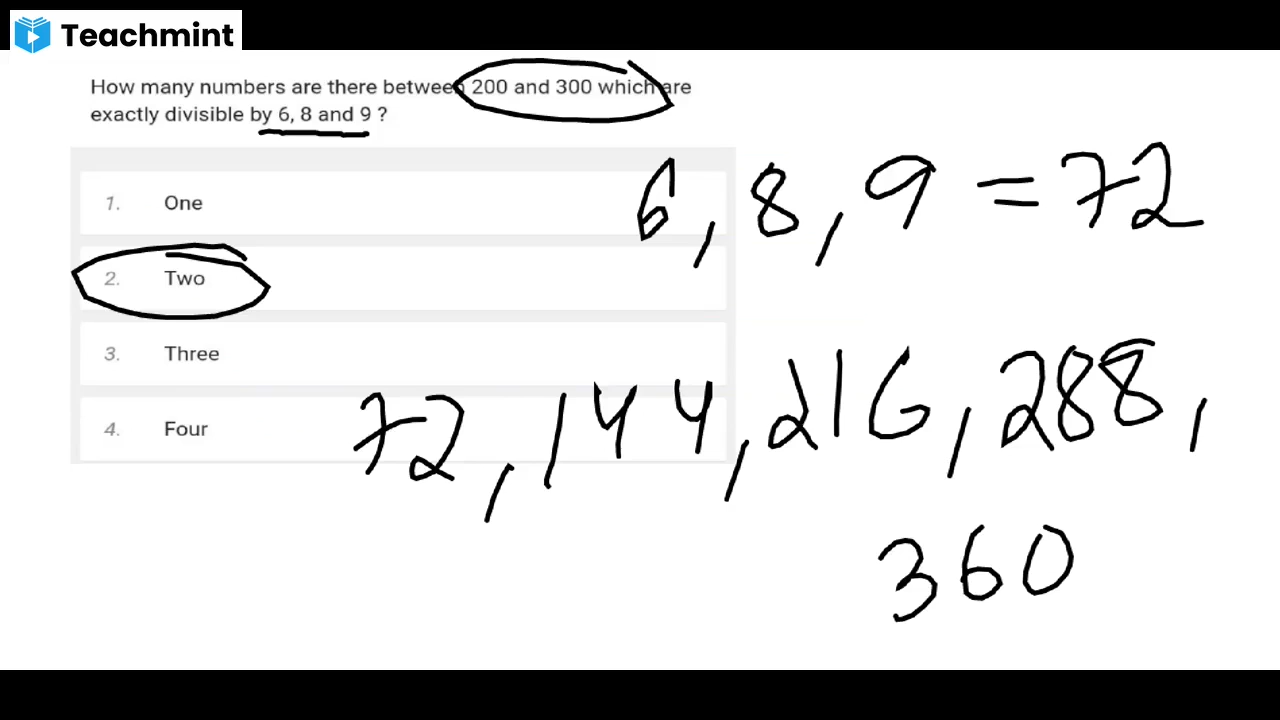 Teachmint
How many numbers are there between 200 and 300 which are
exactly divisible by 6, 8 and 9 ?
6, 8, 9 = 72
1. One
2. Two
3. Three
4. Four
72, 144, 216, 288,
360